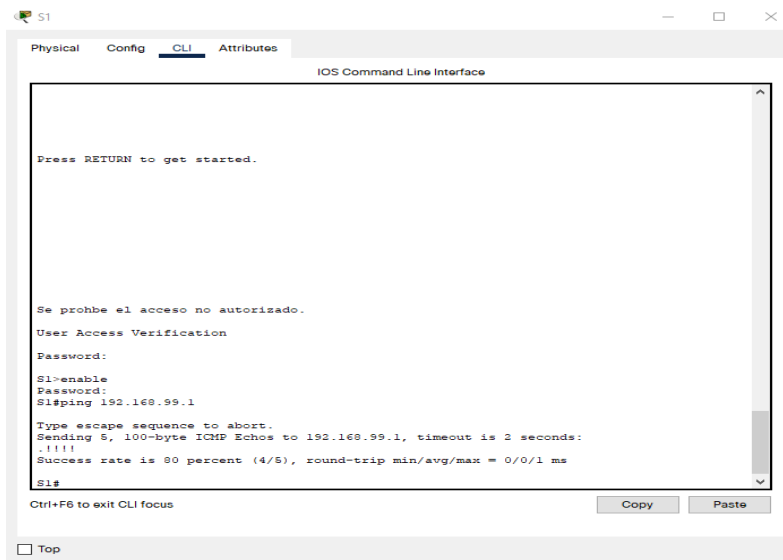 S1
Physical Config CLI Attributes
IOS Command Line Interface
Press RETURN to get started.
Se prohbe el acceso no autorizado.
User Access Verification
Password:
S1>enable
Password:
S1#ping 192.168.99.1
Type escape sequence to abort.
Sending 5, 100-byte ICMP Echos to 192.168.99.1, timeout is 2 seconds:
.!!!!
Success rate is 80 percent (4/5), round-trip min/avg/max = 0/0/1 ms
S1#
Ctrl+F6 to exit CLI focus
Copy
Paste
Top